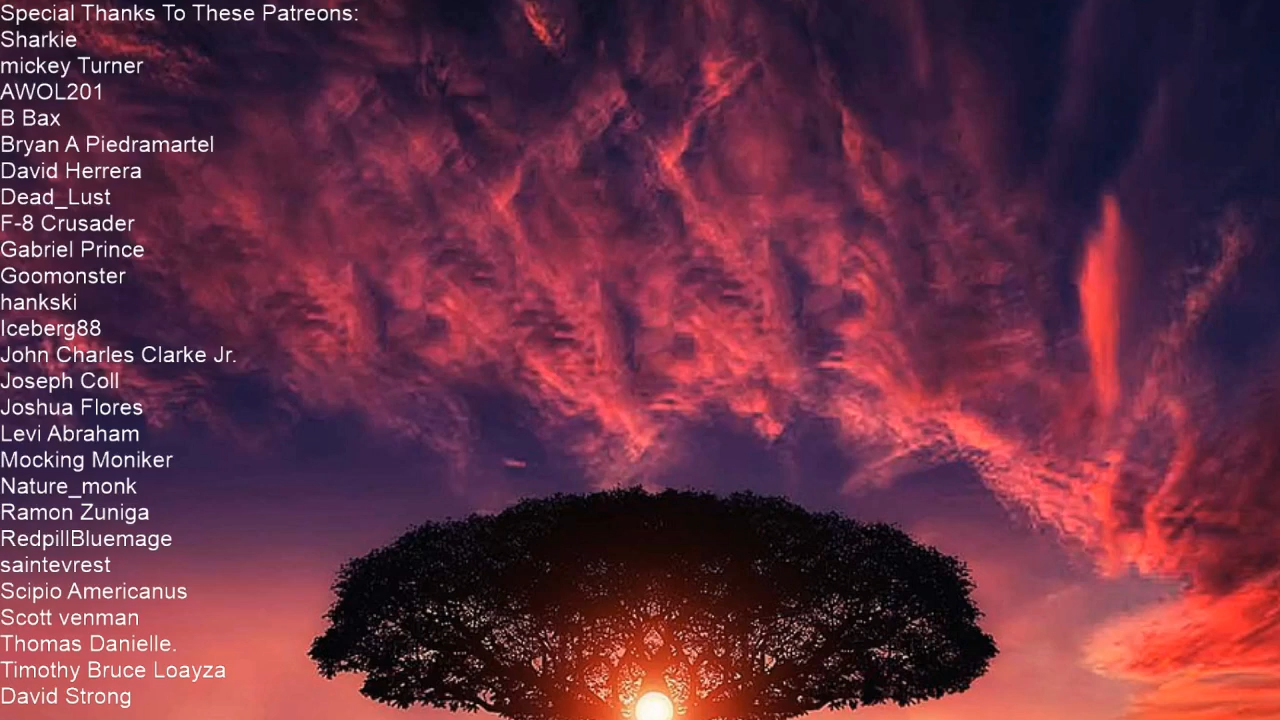 Special Thanks To These Patreons:
Sharkie
mickey Turner
AWOL201
B Bax
Bryan A Piedramartel
David Herrera
Dead_Lust
F-8 Crusader
Gabriel Prince
Goomonster
hankski
Iceberg88
John Charles Clarke Jr.
Joseph Coll
Joshua Flores
Levi Abraham
Mocking Moniker
Nature_monk
Ramon Zuniga
RedpillBluemage
saintevrest
Scipio Americanus
Scott venman
Thomas Danielle.
Timothy Bruce Loayza
David Strong